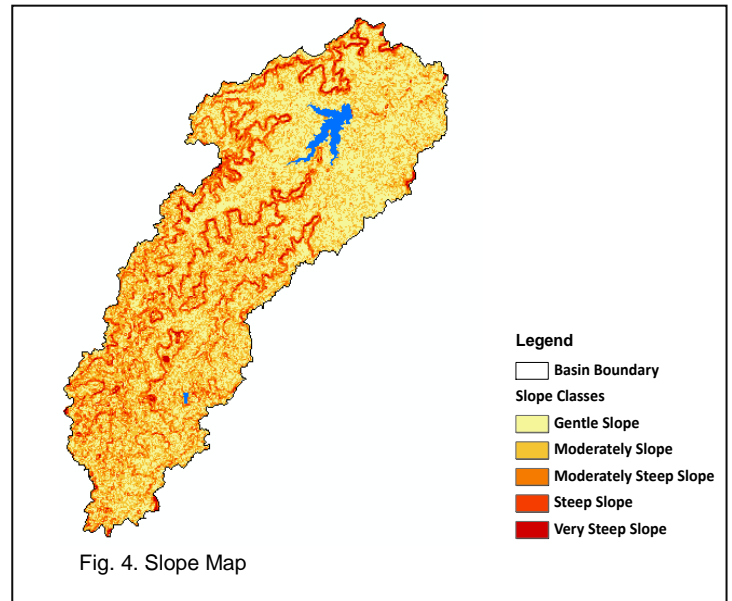 Legend
Basin Boundary
Slope Classes
Gentle Slope
Moderately Slope
Moderately Steep Slope
Steep Slope
Very Steep Slope
Fig. 4. Slope Map